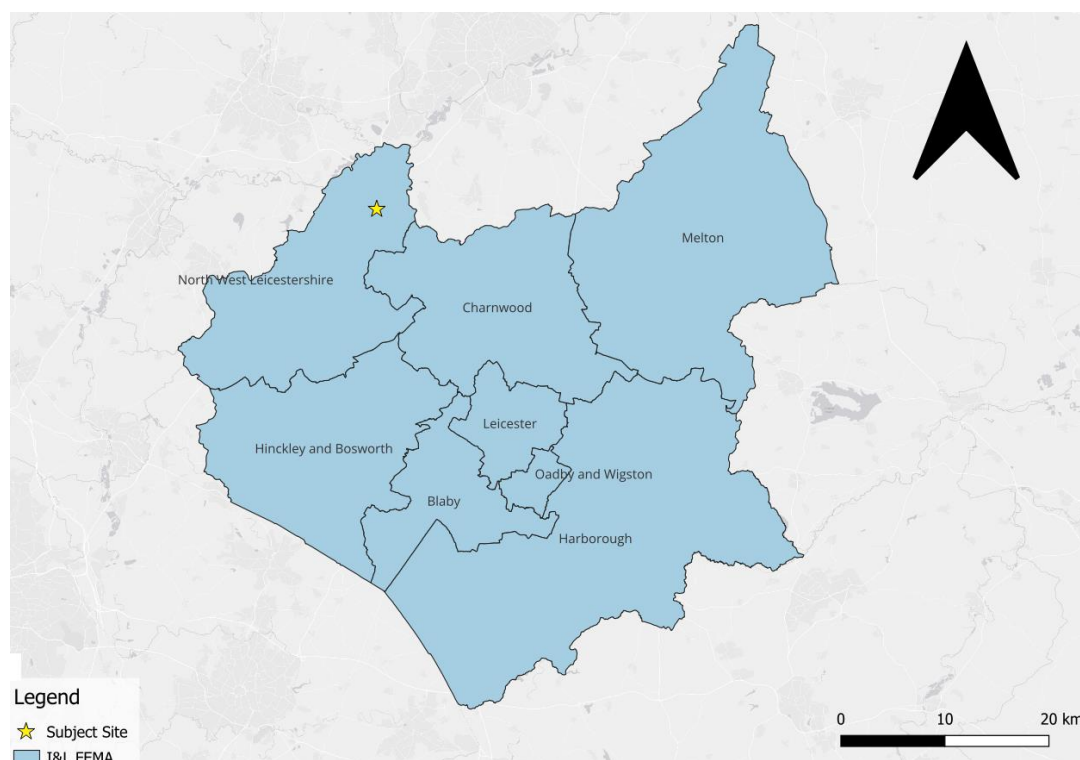 Melton
North West Leicestershire
Charnwood
Leicester
Hinckley and Bosworth
Oadby and Wigston
Blaby
Harborough
Legend
Subject Site
I&L FEMA
0 10 20 km